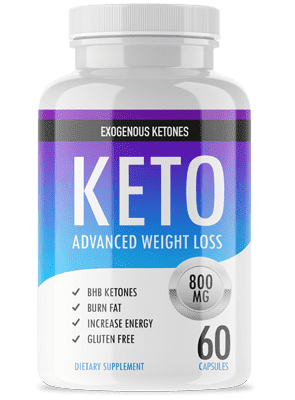 EXOGENOUS KETONES
KETO
ADVANCED WEIGHT LOSS
BHB KETONES
BURN FAT
INCREASE ENERGY
GLUTEN FREE
800
MG
60
CAPSULES
DIETARY SUPPLEMENT